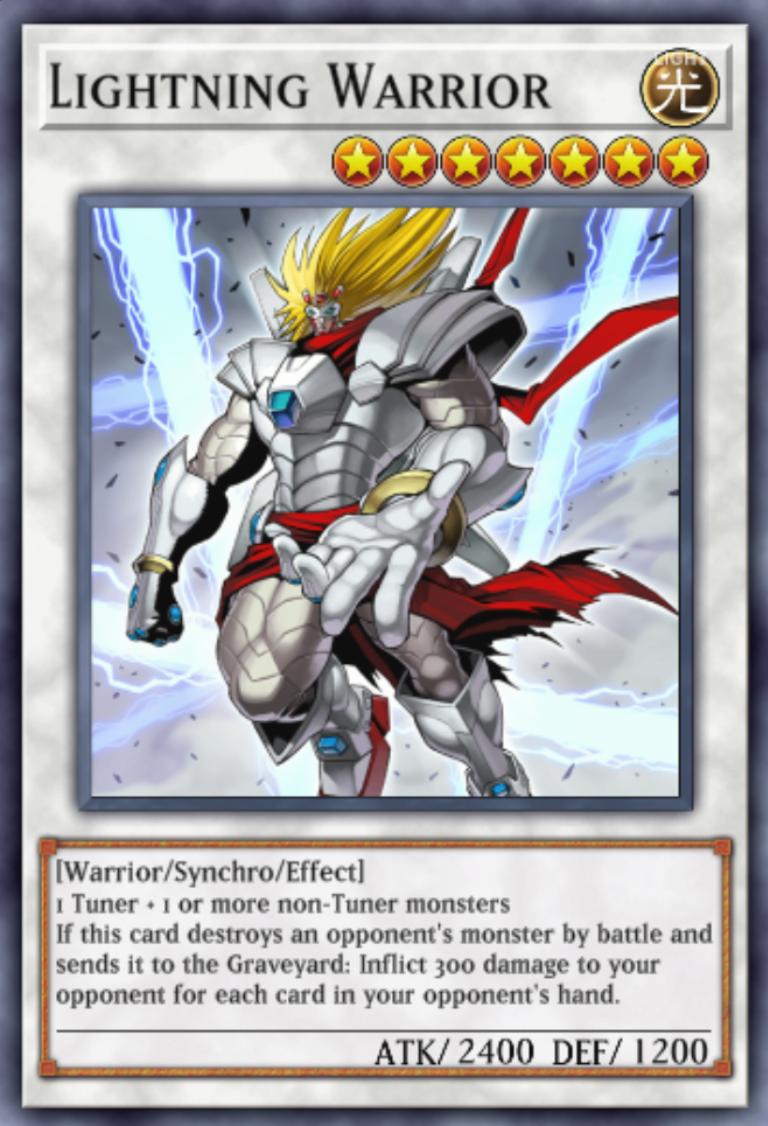 Lightning Warrior
LIGHT
光
[Warrior/Synchro/Effect]
1 Tuner + 1 or more non-Tuner monsters
If this card destroys an opponent's monster by battle and
sends it to the Graveyard: Inflict 300 damage to your
opponent for each card in your opponent's hand.
ATK/ 2400 DEF/ 1200